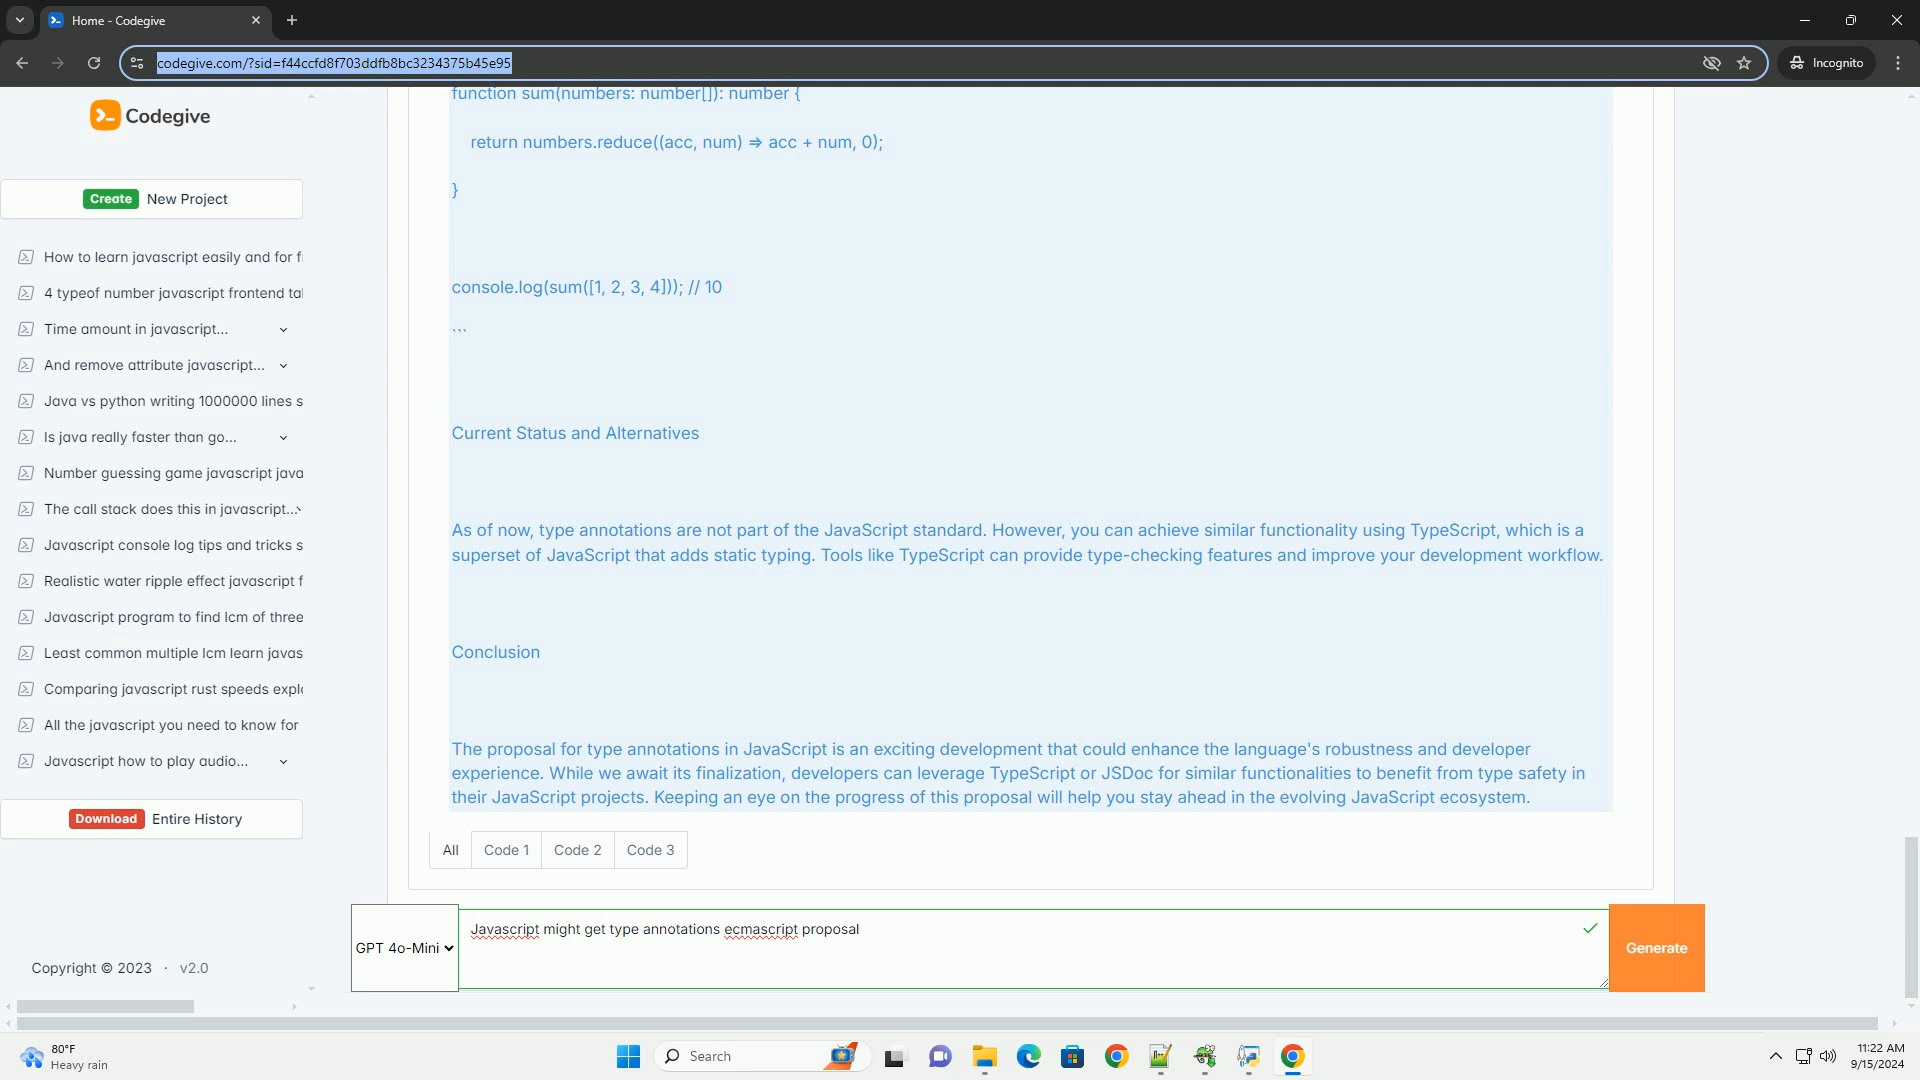 Home - Codegive
codegive.com/?sid=f44ccfd8f703ddfb8bc3234375b45e95
Incognito
Codegive
Create New Project
How to learn javascript easily and for f
4 typeof number javascript frontend tal
Time amount in javascript...
And remove attribute javascript...
Java vs python writing 1000000 lines s
Is java really faster than go...
Number guessing game javascript java
The call stack does this in javascript...
Javascript console log tips and tricks s
Realistic water ripple effect javascript f
Javascript program to find lcm of three
Least common multiple lcm learn javas
Comparing javascript rust speeds explo
All the javascript you need to know for
Javascript how to play audio...
Download Entire History
Copyright © 2023 · v2.0
function sum(numbers: number[]): number {
return numbers.reduce((acc, num) => acc + num, 0);
}
console.log(sum([1, 2, 3, 4])); // 10
```
Current Status and Alternatives
As of now, type annotations are not part of the JavaScript standard. However, you can achieve similar functionality using TypeScript, which is a
superset of JavaScript that adds static typing. Tools like TypeScript can provide type-checking features and improve your development workflow.
Conclusion
The proposal for type annotations in JavaScript is an exciting development that could enhance the language's robustness and developer
experience. While we await its finalization, developers can leverage TypeScript or JSDoc for similar functionalities to benefit from type safety in
their JavaScript projects. Keeping an eye on the progress of this proposal will help you stay ahead in the evolving JavaScript ecosystem.
All Code 1 Code 2 Code 3
GPT 4o-Mini
Javascript might get type annotations ecmascript proposal
Generate
80°F
Heavy rain
Search
11:22 AM
9/15/2024